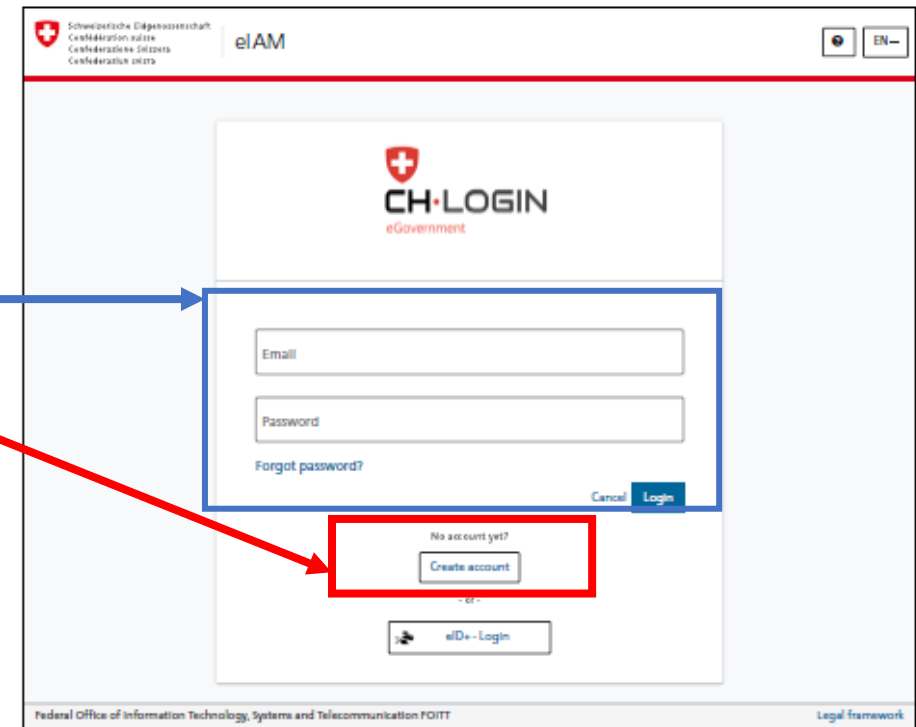 Schweizerische Eidgenossenschaft
Confédération suisse
Confederazione Svizzera
Confederaziun svizra
eIAM
EN
CH·LOGIN
eGovernment
Email
Password
Forgot password?
Cancel Login
No account yet?
Create account
- or -
eID+ - Login
Federal Office of Information Technology, Systems and Telecommunication FOITT Legal framework